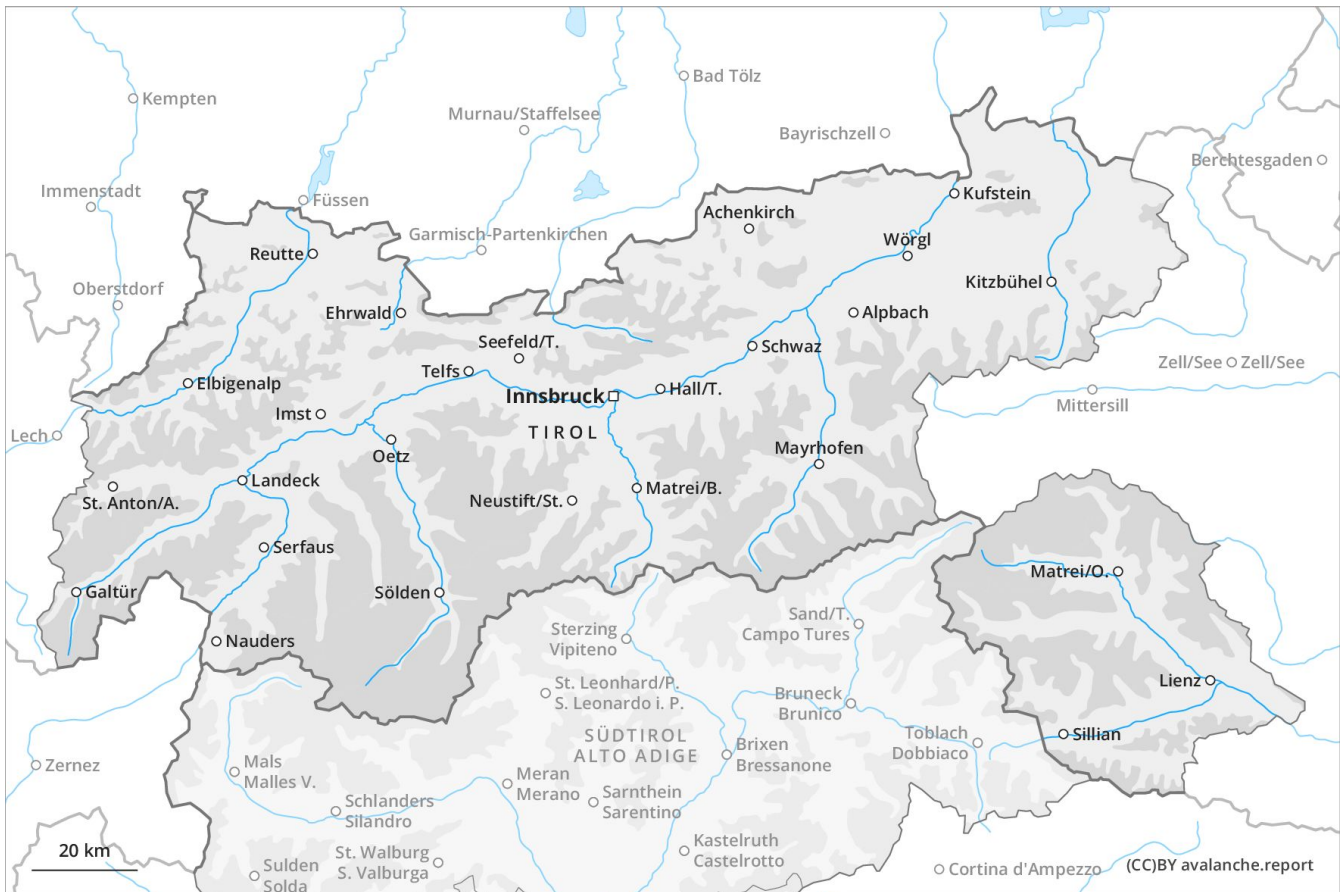 Kempten
Bad Tölz
Murnau/Staffelsee
Bayrischzell
Berchtesgaden
Immenstadt
Füssen
Kufstein
Achenkirch
Garmisch-Partenkirchen
Wörgl
Reutte
Oberstdorf
Kitzbühel
Ehrwald
Alpbach
Seefeld/T.
Schwaz
Zell/See
Zell/See
Telfs
Elbigenalp
Hall/T.
Innsbruck
Mittersill
Imst
TIROL
Lech
Oetz
Mayrhofen
Landeck
Matrei/B.
St. Anton/A.
Neustift/St.
Serfaus
Matrei/O.
Galtür
Sölden
Sand/T.
Campo Tures
Sterzing
Vipiteno
Nauders
Lienz
St. Leonhard/P.
S. Leonardo i. P.
Bruneck
Brunico
Sillian
Toblach
Dobbiaco
SÜDTIROL
ALTO ADIGE
Brixen
Bressanone
Zernez
Mals
Malles V.
Meran
Merano
Sarnthein
Sarentino
Schlanders
Silandro
Kastelruth
Castelrotto
20 km
St. Walburg
S. Valburga
Sulden
Solda
Cortina d'Ampezzo
(CC)BY avalanche.report